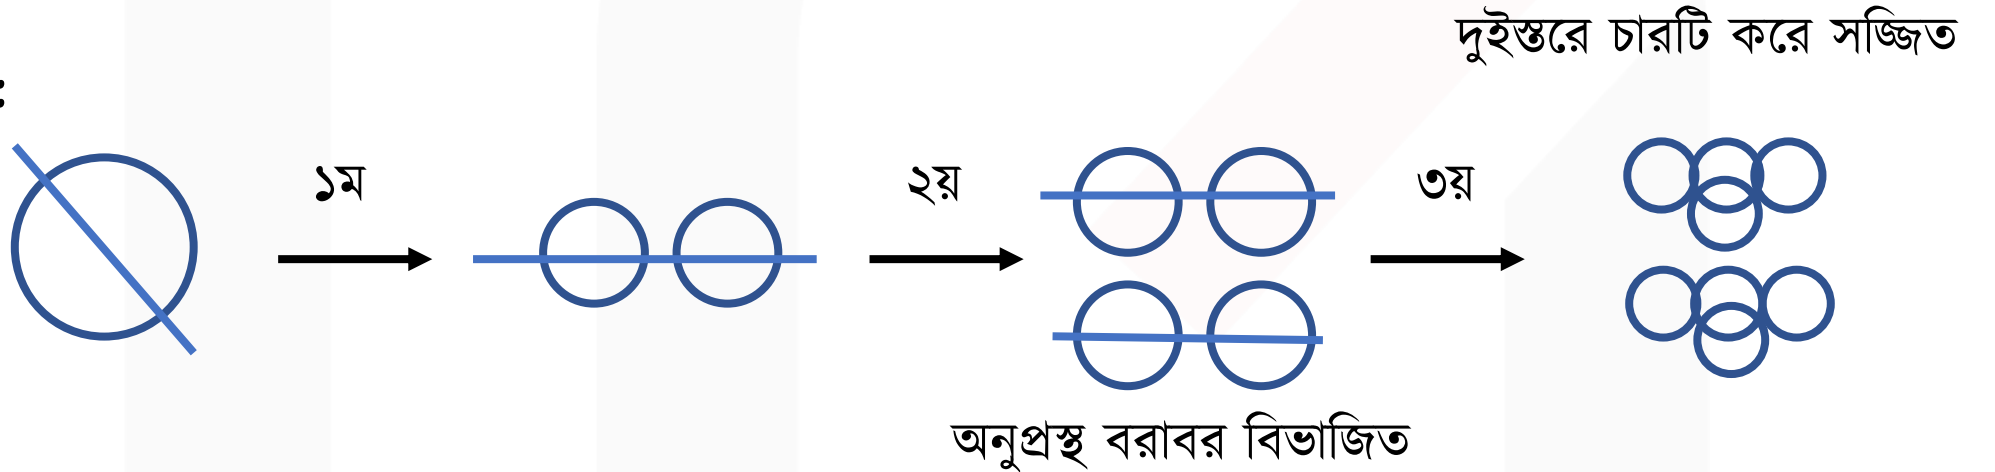 দুইস্তরে চারটি করে সজ্জিত
:
১ম
২য়
৩য়
অনুপ্রস্থ বরাবর বিভাজিত